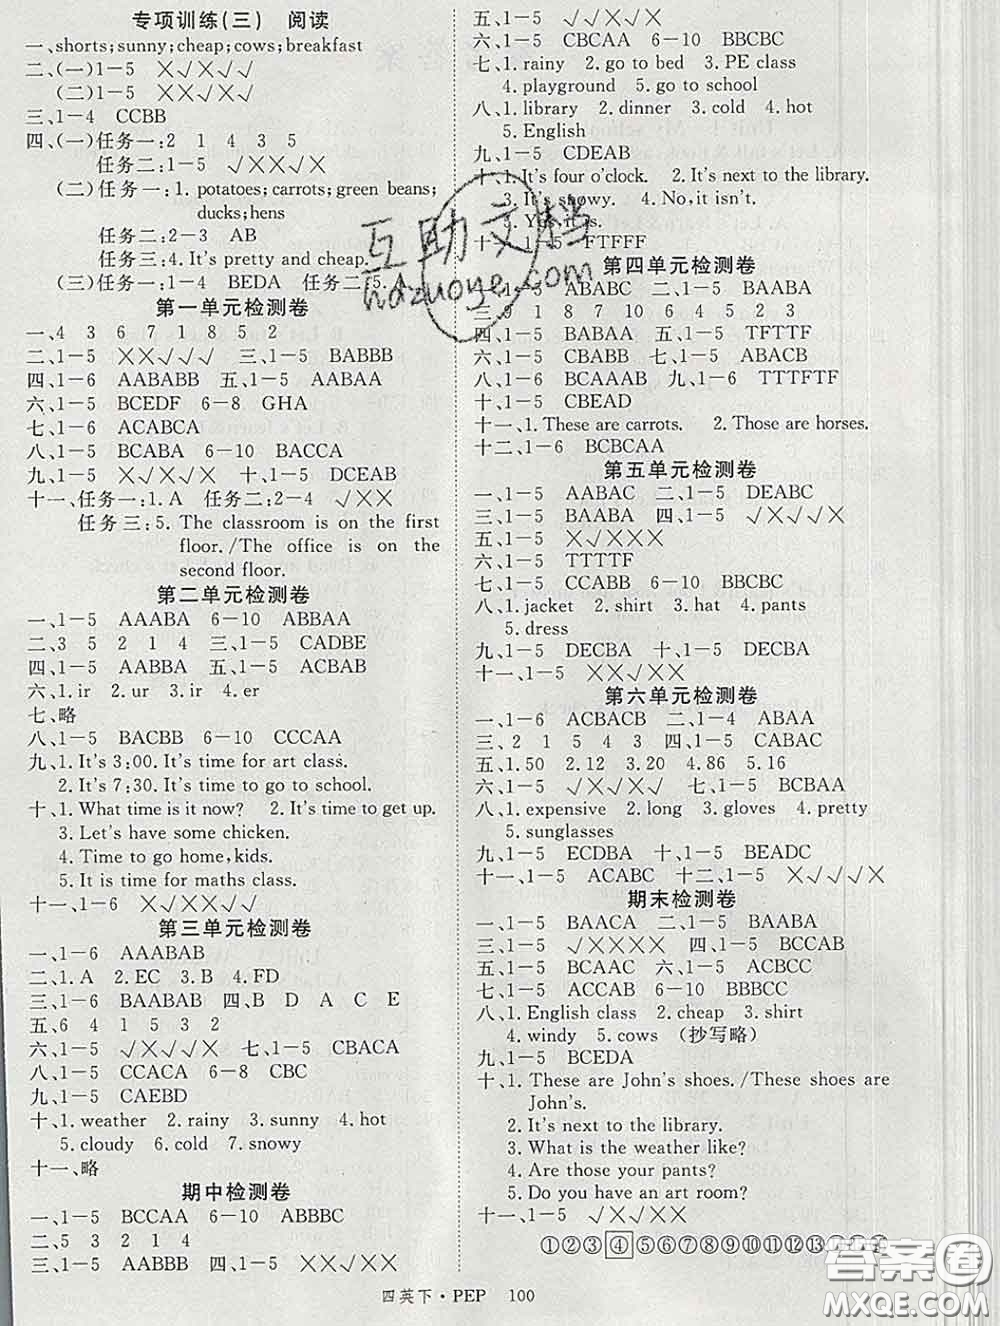 专项训练(三) 阅读
一、shorts;sunny;cheap;cows;breakfast
二、(一)1-5 ×√×√√
(二)1-5 ××√√×
三、1-4 CCBB
四、(一)任务一:2 1 4 3 5
任务二:1-5 √××√×
(二)任务一:1. potatoes;carrots;green beans;
ducks;hens
任务二:2-3 AB
任务三:4. It's pretty and cheap.
(三)任务一:1-4 BEDA 任务二:5. A
第一单元检测卷
一、4 3 6 7 1 8 5 2
二、1-5 ××√√√ 三、1-5 BABBB
四、1-6 AABABB 五、1-5 AABAA
六、1-5 BCEDF 6-8 GHA
七、1-6 ACABCA
八、1-5 BCABA 6-10 BACCA
九、1-5 ×√×√× 十、1-5 DCEAB
十一、任务一:1. A 任务二:2-4 √××
任务三:5. The classroom is on the first
floor./The office is on the
second floor.
第二单元检测卷
一、1-5 AAABA 6-10 ABBAA
二、3 5 2 1 4 三、1-5 CADBE
四、1-5 AABBA 五、1-5 ACBAB
六、1. ir 2. ur 3. ir 4. er
七、略
八、1-5 BACBB 6-10 CCCAA
九、1. It's 3:00. It's time for art class.
2. It's 7:30. It's time to go to school.
十、1. What time is it now? 2. It's time to get up.
3. Let's have some chicken.
4. Time to go home,kids.
5. It is time for maths class.
十一、1-6 ×√××√√
第三单元检测卷
一、1-6 AAABAB
二、1. A 2. EC 3. B 4. FD
三、1-6 BAABAB 四、B D A C E
五、6 4 1 5 3 2
六、1-5 √×√√× 七、1-5 CBACA
八、1-5 CCACA 6-8 CBC
九、1-5 CAEBD
十、1. weather 2. rainy 3. sunny 4. hot
5. cloudy 6. cold 7. snowy
十一、略
期中检测卷
一、1-5 BCCAA 6-10 ABBBC
二、5 3 2 1 4
三、1-5 AABBB 四、1-5 ××√√×
五、1-5 √×√√√
六、1-5 CBCAA 6-10 BBCBC
七、1. rainy 2. go to bed 3. PE class
4. playground 5. go to school
八、1. library 2. dinner 3. cold 4. hot
5. English
九、1-5 CDEAB
十、1. It's four o'clock. 2. It's next to the library.
3. It's snowy. 4. No,it isn't.
5. Yes,it is.
十一、1-5 FTFFF
第四单元检测卷
一、1-5 ABABC 二、1-5 BAABA
三、9 1 8 7 10 6 4 5 2 3
四、1-5 BABAA 五、1-5 TFTTF
六、1-5 CBABB 七、1-5 ABACB
八、1-6 BCAAAB 九、1-6 TTTFTF
十、1-5 CBEAD
十一、1. These are carrots. 2. Those are horses.
十二、1-6 BCBCAA
第五单元检测卷
一、1-5 AABAC 二、1-5 DEABC
三、1-5 BAABA 四、1-5 √×√√×
五、1-5 ×√×××
六、1-5 TTTTF
七、1-5 CCABB 6-10 BBCBC
八、1. jacket 2. shirt 3. hat 4. pants
5. dress
九、1-5 DECBA 十、1-5 DECBA
十一、1-5 ××√××
第六单元检测卷
一、1-6 ACBACB 二、1-4 ABAA
三、2 1 5 4 3 四、1-5 CABAC
五、1. 50 2. 12 3. 20 4. 86 5. 16
六、1-5 √××√√ 七、1-5 BCBAA
八、1. expensive 2. long 3. gloves 4. pretty
5. sunglasses
九、1-5 ECDBA 十、1-5 BEADC
十一、1-5 ACABC 十二、1-5 ××√√×
期末检测卷
一、1-5 BAACA 二、1-5 BAABA
三、1-5 √×××× 四、1-5 BCCAB
五、1-5 BCAAC 六、1-5 ACBCC
七、1-5 ACCAB 6-10 BBBCC
八、1. English class 2. cheap 3. shirt
4. windy 5. cows (抄写略)
九、1-5 BCEDA
十、1. These are John's shoes./These shoes are
John's.
2. It's next to the library.
3. What is the weather like?
4. Are those your pants?
5. Do you have an art room?
十一、1-5 √×√××
①②③④⑤⑥⑦⑧⑨⑩⑪⑫⑬
四英下·PEP 100
互助文档
hdzuoye.com
答案圈
MXQE.COM